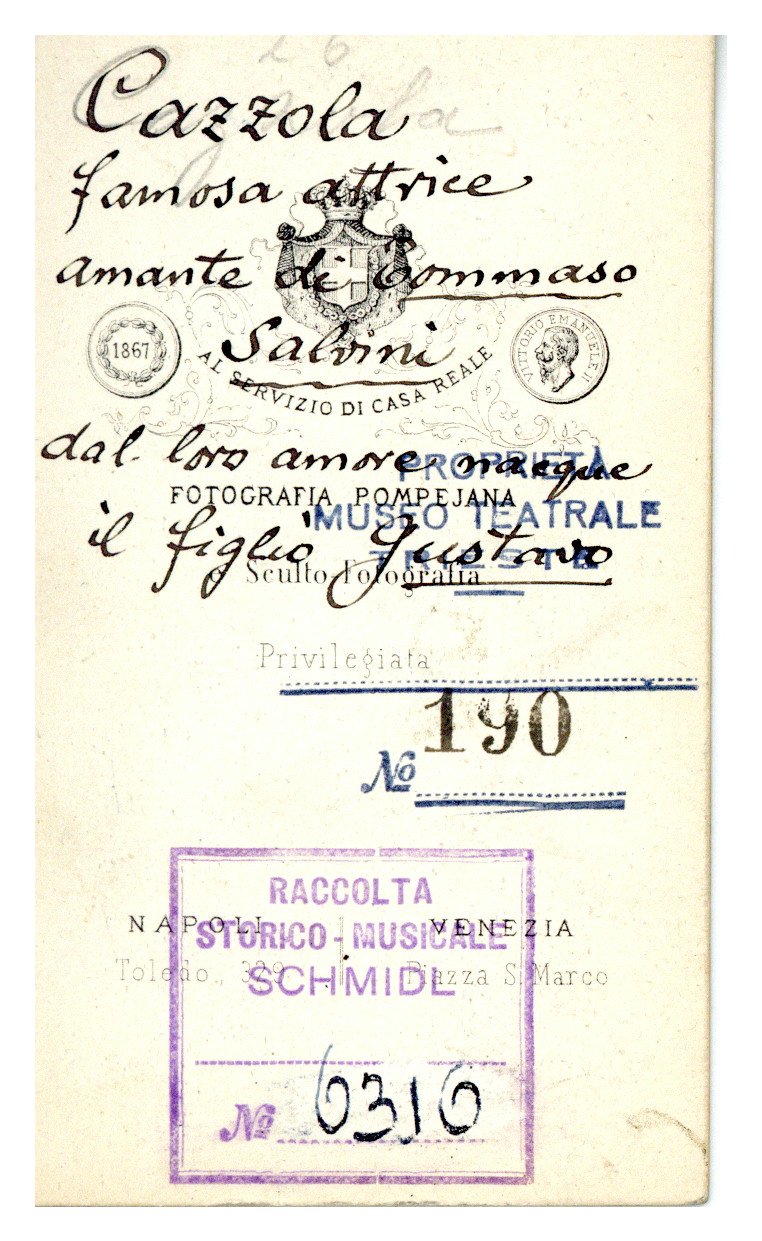 Cazzola
famosa attrice
amante di Tommaso
Salvini
1867
VITTORIO EMANUELE II
AL SERVIZIO DI CASA REALE
dal loro amore nacque
PROPRIETÀ
FOTOGRAFIA POMPEJANA
MUSEO TEATRALE
il figlio Gustavo
TRIESTE
e Sculto-Fotografia
Privilegiata
190
No
RACCOLTA
NAPOLI VENEZIA
STORICO-MUSICALE
Toledo, 329 Piazza S. Marco
SCHMIDL
No 6316